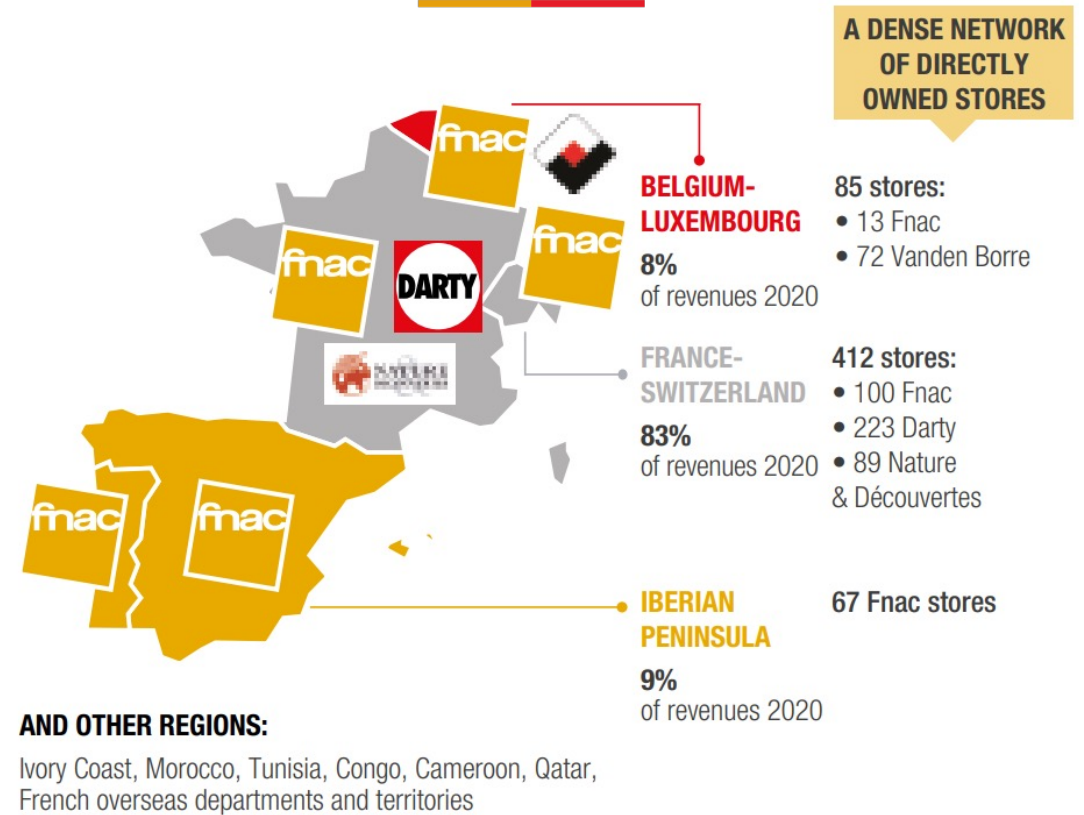 A DENSE NETWORK
OF DIRECTLY
OWNED STORES
fnac
fnac
fnac
DARTY
fnac
fnac
BELGIUM-
LUXEMBOURG
8%
of revenues 2020
85 stores:
• 13 Fnac
• 72 Vanden Borre
FRANCE-
SWITZERLAND
83%
of revenues 2020
412 stores:
• 100 Fnac
• 223 Darty
• 89 Nature
& Découvertes
IBERIAN
PENINSULA
9%
of revenues 2020
67 Fnac stores
AND OTHER REGIONS:
Ivory Coast, Morocco, Tunisia, Congo, Cameroon, Qatar,
French overseas departments and territories